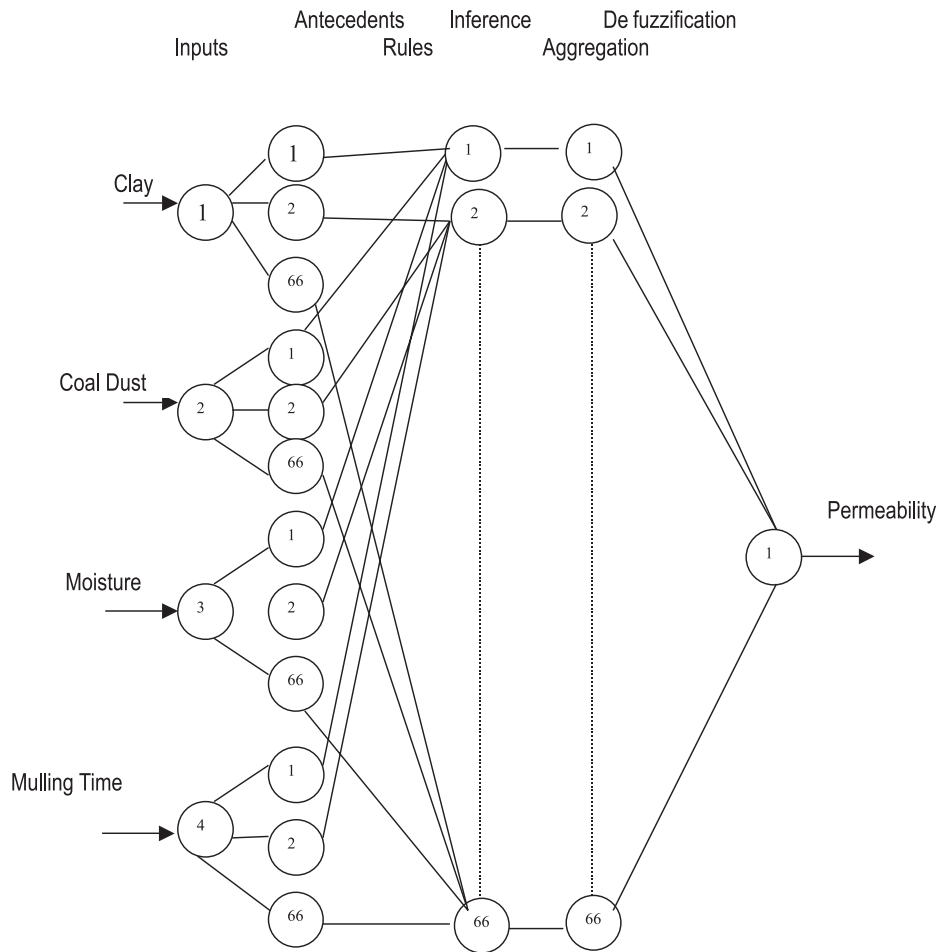 Antecedents Inference De fuzzification
Inputs Rules Aggregation
1 1 1
Clay
1 2 2 2
66
1
Coal Dust
2 2
66
1
Permeability
1
Moisture
3 2
66
1
Mulling Time
4
2
66 66 66